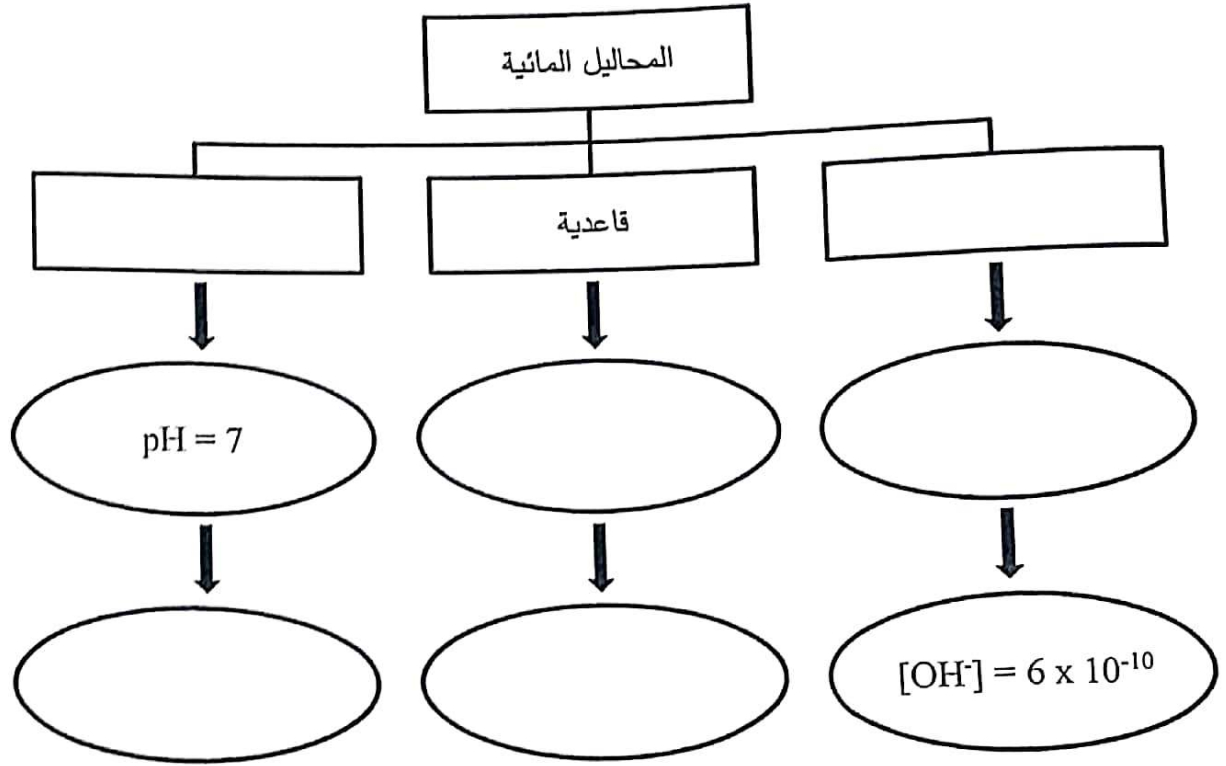 المحاليل المائية
قاعدية
pH = 7
[OH⁻] = 6 x 10⁻¹⁰